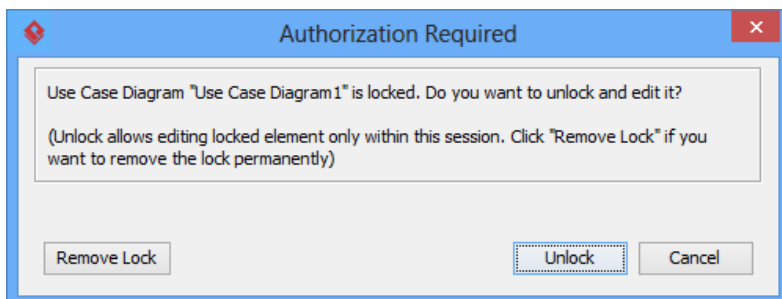 Authorization Required
Use Case Diagram "Use Case Diagram1" is locked. Do you want to unlock and edit it?
(Unlock allows editing locked element only within this session. Click "Remove Lock" if you
want to remove the lock permanently)
Remove Lock
Unlock
Cancel